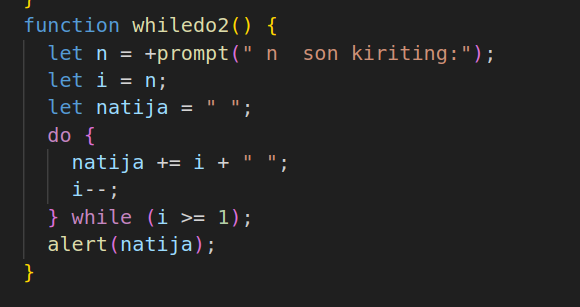 }
function whiledo2() {
  let n = +prompt(" n  son kiriting:");
  let i = n;
  let natija = " ";
  do {
    natija += i + " ";
    i--;
  } while (i >= 1);
  alert(natija);
}